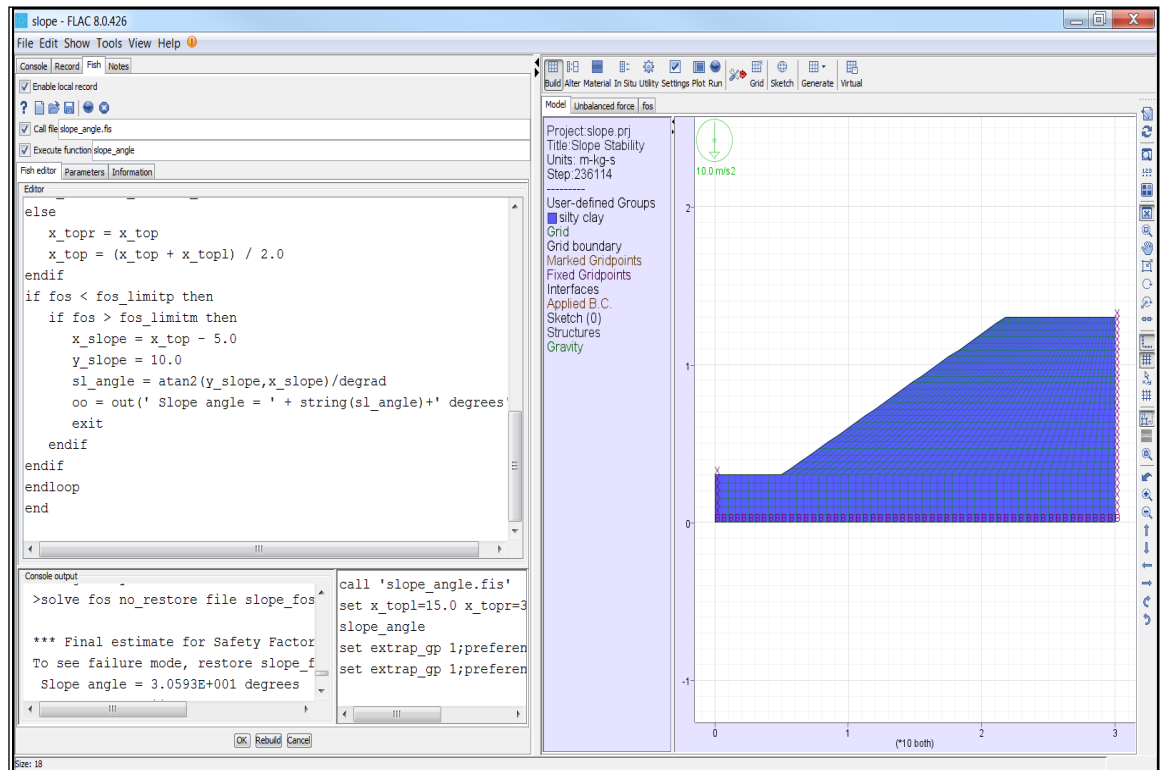 slope - FLAC 8.0.426
File Edit Show Tools View Help
Console Record Fish Notes
Enable local record
Call file slope_angle.fis
Execute function slope_angle
Fish editor Parameters Information
Editor
else
x_topr = x_top
x_top = (x_top + x_topl) / 2.0
endif
if fos < fos_limitp then
if fos > fos_limitm then
x_slope = x_top - 5.0
y_slope = 10.0
sl_angle = atan2(y_slope,x_slope)/degrad
oo = out(' Slope angle = ' + string(sl_angle)+' degrees'
exit
endif
endif
endloop
end
Console output
>solve fos no_restore file slope_fos
*** Final estimate for Safety Factor
To see failure mode, restore slope_f
Slope angle = 3.0593E+001 degrees
call 'slope_angle.fis'
set x_topl=15.0 x_topr=3
slope_angle
set extrap_gp 1;preferen
set extrap_gp 1;preferen
OK Rebuild Cancel
Size: 18
Build Alter Material In Situ Utility Settings Plot Run Grid Sketch Generate Virtual
Model Unbalanced force fos
Project:slope.prj
Title:Slope Stability
Units: m-kg-s
Step:236114
---------
User-defined Groups
silty clay
Grid
Grid boundary
Marked Gridpoints
Fixed Gridpoints
Interfaces
Applied B.C.
Sketch (0)
Structures
Gravity
10.0 m/s2
2
1
0
-1
0 1 2 3
(*10 both)